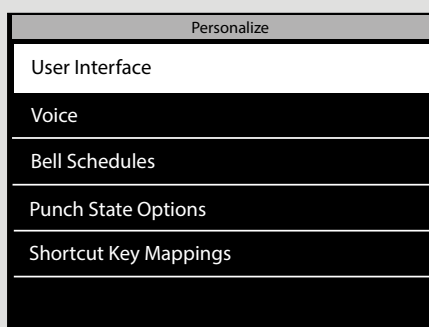 Personalize
User Interface
Voice
Bell Schedules
Punch State Options
Shortcut Key Mappings